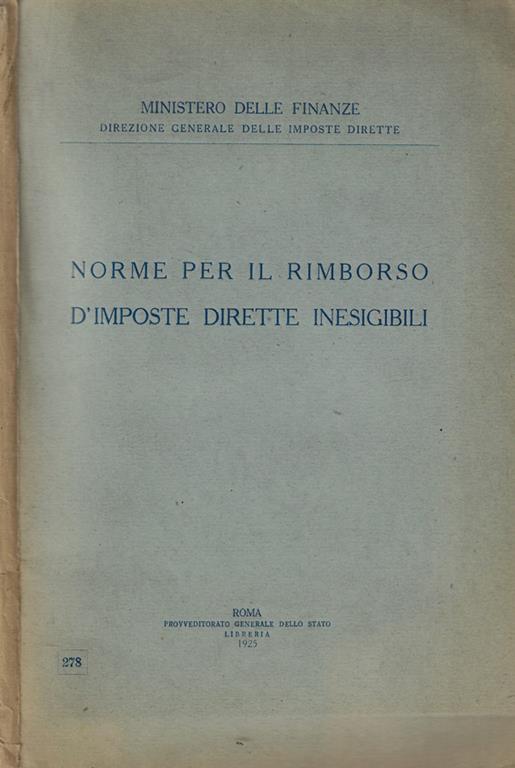 MINISTERO DELLE FINANZE
DIREZIONE GENERALE DELLE IMPOSTE DIRETTE
NORME PER IL RIMBORSO
D'IMPOSTE DIRETTE INESIGIBILI
ROMA
PROVVEDITORATO GENERALE DELLO STATO
LIBRERIA
1925
278